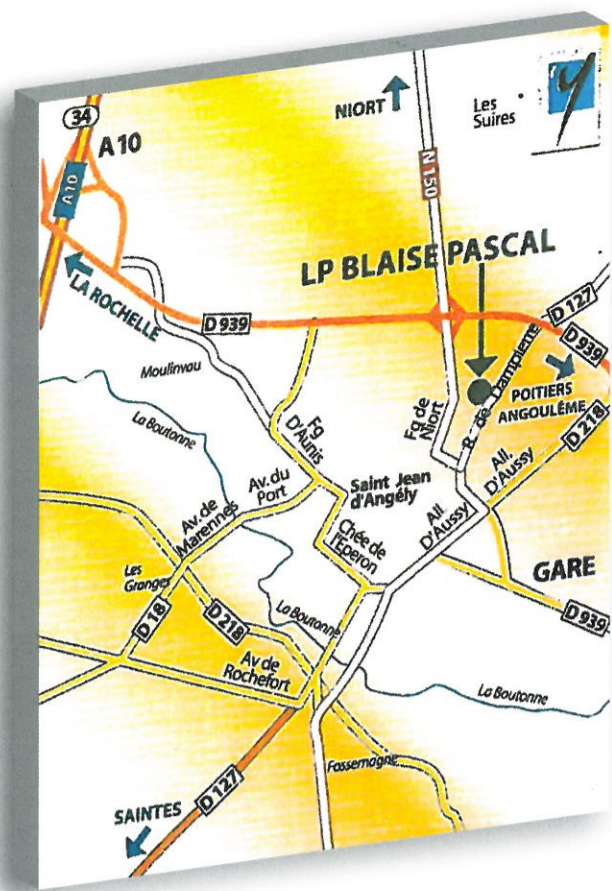 34
A 10
A10
NIORT
Les
Suires
N 150
LP BLAISE PASCAL
LA ROCHELLE
D 939
D 127
D 939
Moulinvau
R. de Dampierre
POITIERS
ANGOULÊME
D 218
La Boutonne
Fg
D'Aunis
Fg de
Niort
All.
D'Aussy
Av. du
Port
Saint Jean
d'Angély
Av. de
Marennes
All.
D'Aussy
Chée de
l'Eperon
GARE
Les
Granges
D 18
D 218
La Boutonne
D 939
Av de
Rochefort
La Boutonne
Fossemagne
D 127
SAINTES